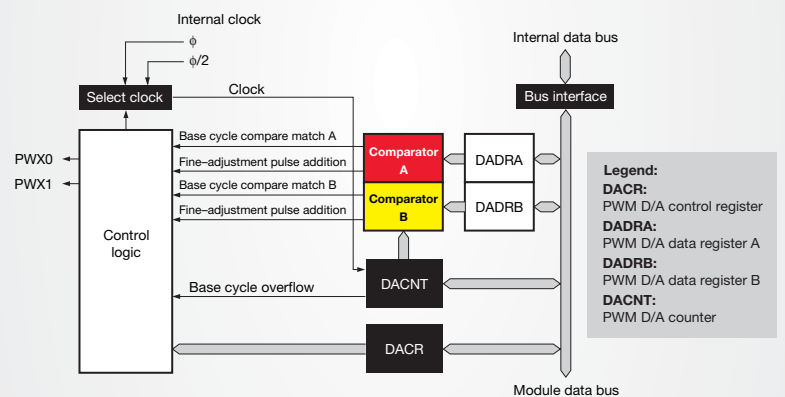 Internal clock
ϕ
ϕ/2
Select clock
Clock
Internal data bus
Bus interface
PWX0
PWX1
Control
logic
Base cycle compare match A
Fine–adjustment pulse addition
Base cycle compare match B
Fine–adjustment pulse addition
Base cycle overflow
Comparator
A
Comparator
B
DADRA
DADRB
DACNT
DACR
Module data bus
Legend:
DACR:
PWM D/A control register
DADRA:
PWM D/A data register A
DADRB:
PWM D/A data register B
DACNT:
PWM D/A counter